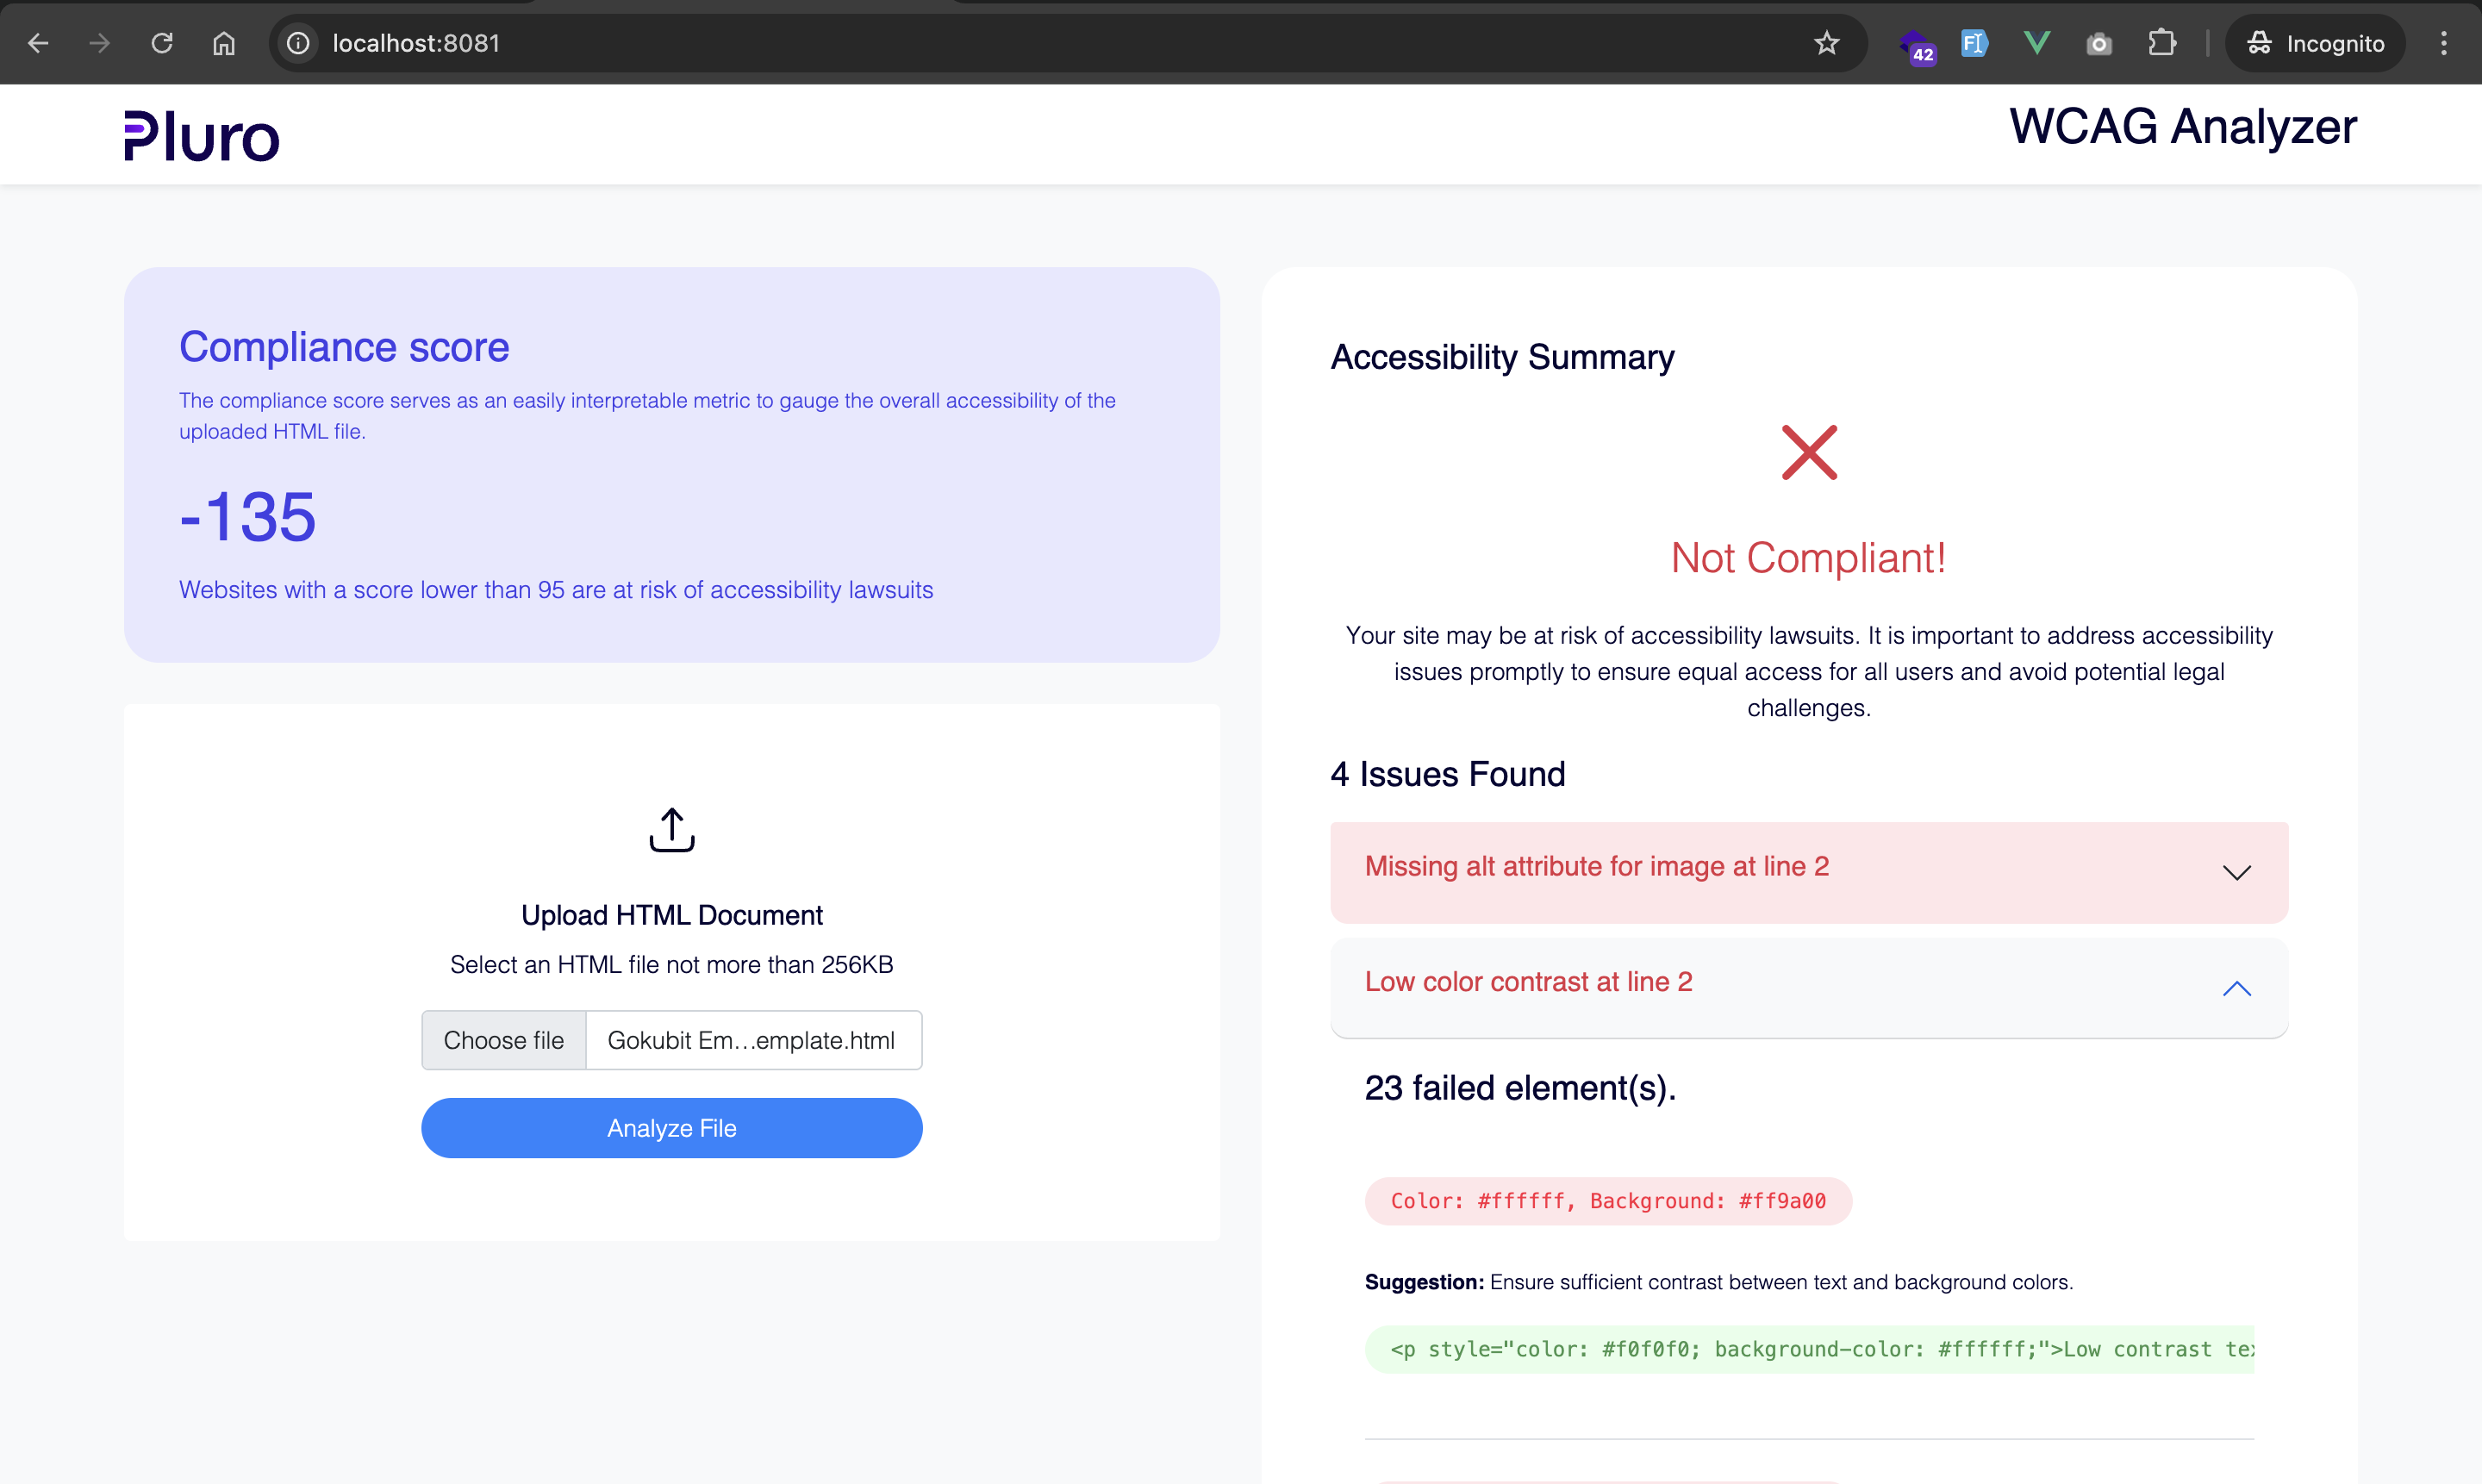 localhost:8081
42
Incognito
Pluro
WCAG Analyzer
Compliance score
The compliance score serves as an easily interpretable metric to gauge the overall accessibility of the
uploaded HTML file.
-135
Websites with a score lower than 95 are at risk of accessibility lawsuits
Upload HTML Document
Select an HTML file not more than 256KB
Choose file
Gokubit Em...emplate.html
Analyze File
Accessibility Summary
Not Compliant!
Your site may be at risk of accessibility lawsuits. It is important to address accessibility
issues promptly to ensure equal access for all users and avoid potential legal
challenges.
4 Issues Found
Missing alt attribute for image at line 2
Low color contrast at line 2
23 failed element(s).
Color: #ffffff, Background: #ff9a00
Suggestion: Ensure sufficient contrast between text and background colors.
<p style="color: #f0f0f0; background-color: #ffffff;">Low contrast